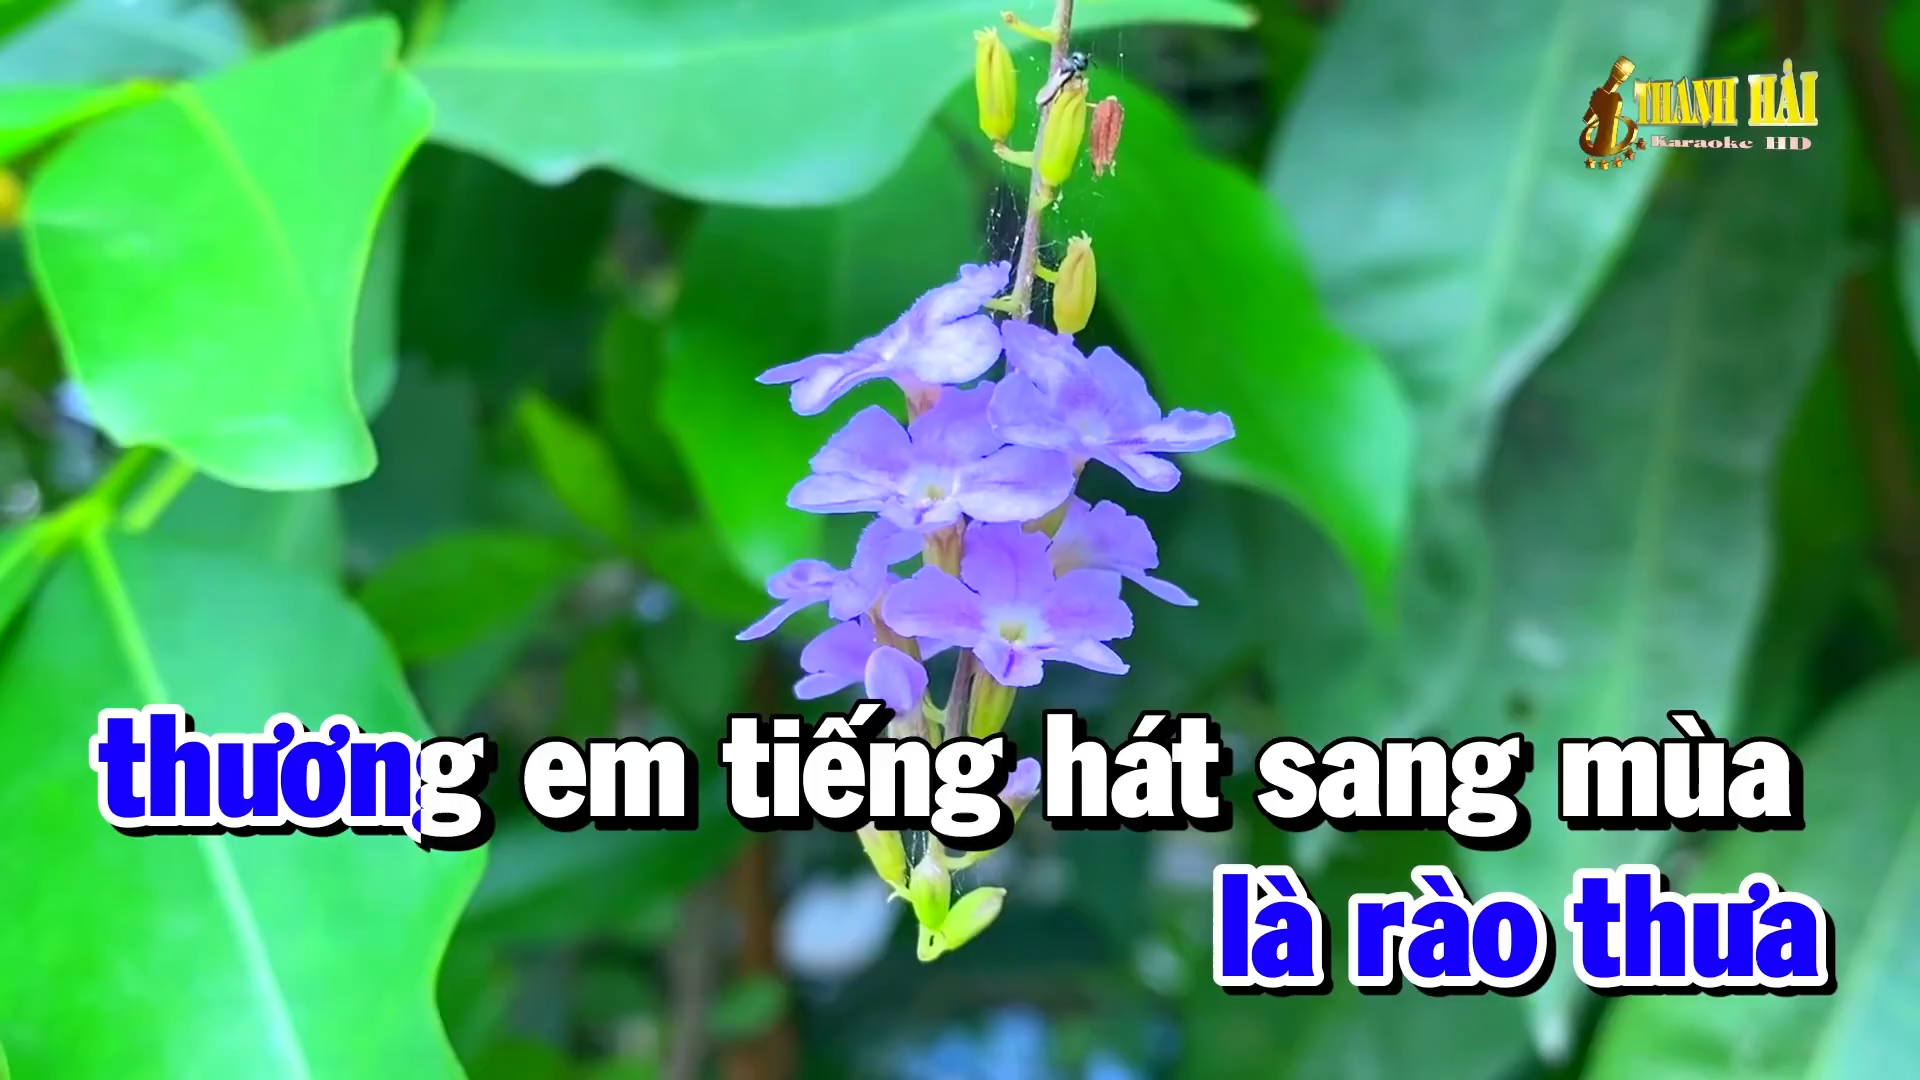 THANH HẢI
Karaoke HD
thương em tiếng hát sang mùa
là rào thưa